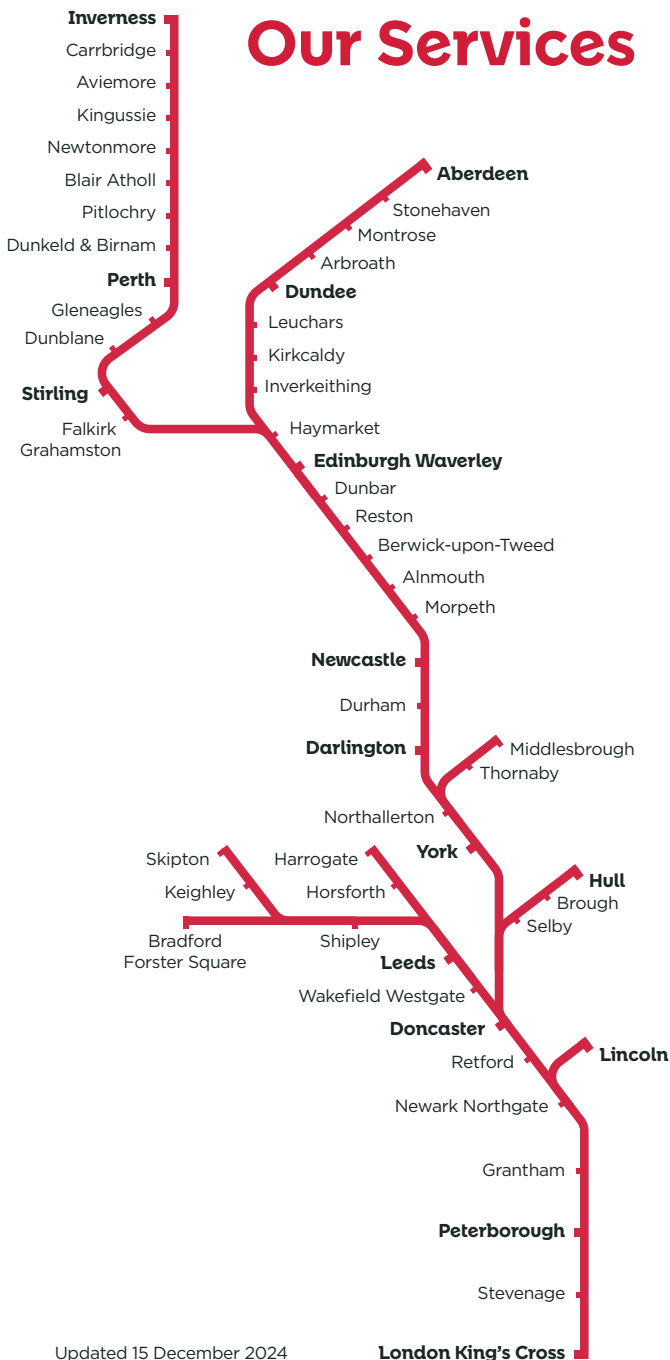 Our Services
Inverness
Carrbridge
Aviemore
Kingussie
Newtonmore
Blair Atholl
Pitlochry
Dunkeld & Birnam
Perth
Gleneagles
Dunblane
Stirling
Falkirk
Grahamston
Aberdeen
Stonehaven
Montrose
Arbroath
Dundee
Leuchars
Kirkcaldy
Inverkeithing
Haymarket
Edinburgh Waverley
Dunbar
Reston
Berwick-upon-Tweed
Alnmouth
Morpeth
Newcastle
Durham
Darlington
Middlesbrough
Thornaby
Northallerton
York
Skipton
Keighley
Bradford
Forster Square
Shipley
Harrogate
Horsforth
Leeds
Wakefield Westgate
Hull
Brough
Selby
Doncaster
Retford
Lincoln
Newark Northgate
Grantham
Peterborough
Stevenage
London King's Cross
Updated 15 December 2024